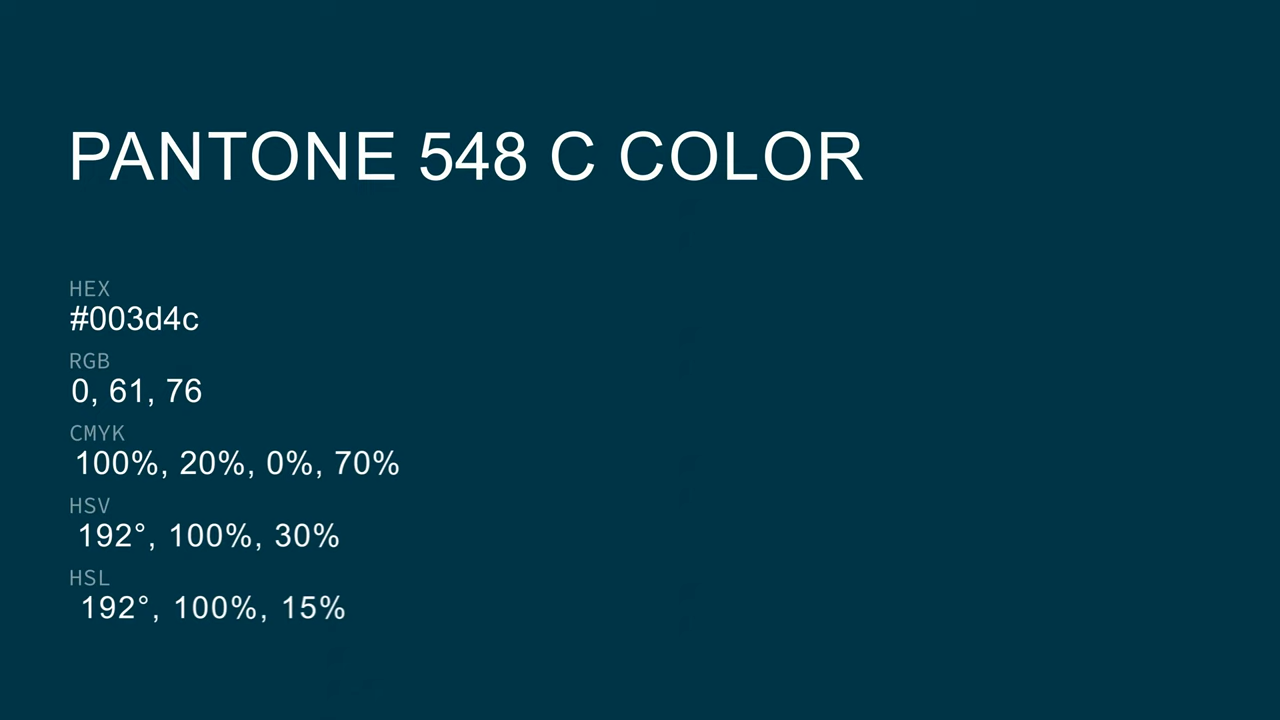 PANTONE 548 C COLOR
HEX
#003d4c
RGB
0, 61, 76
CMYK
100%, 20%, 0%, 70%
HSV
192°, 100%, 30%
HSL
192°, 100%, 15%